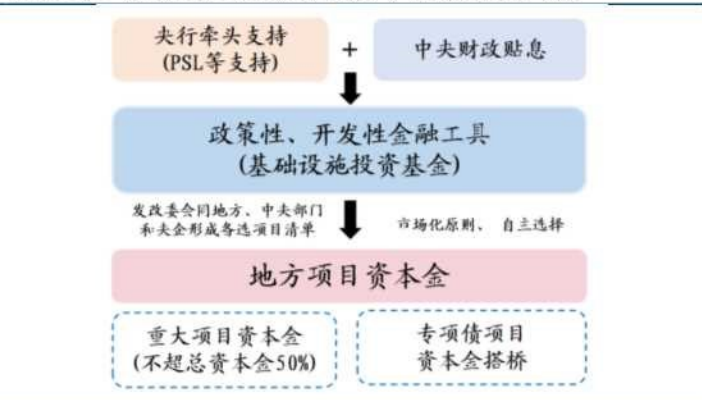 央行牵头支持
(PSL等支持)
+
中央财政贴息
政策性、开发性金融工具
(基础设施投资基金)
发改委会同地方、中央部门
和央企形成备选项目清单
市场化原则、 自主选择
地方项目资本金
重大项目资本金
(不超总资本金50%)
专项债项目
资本金搭桥